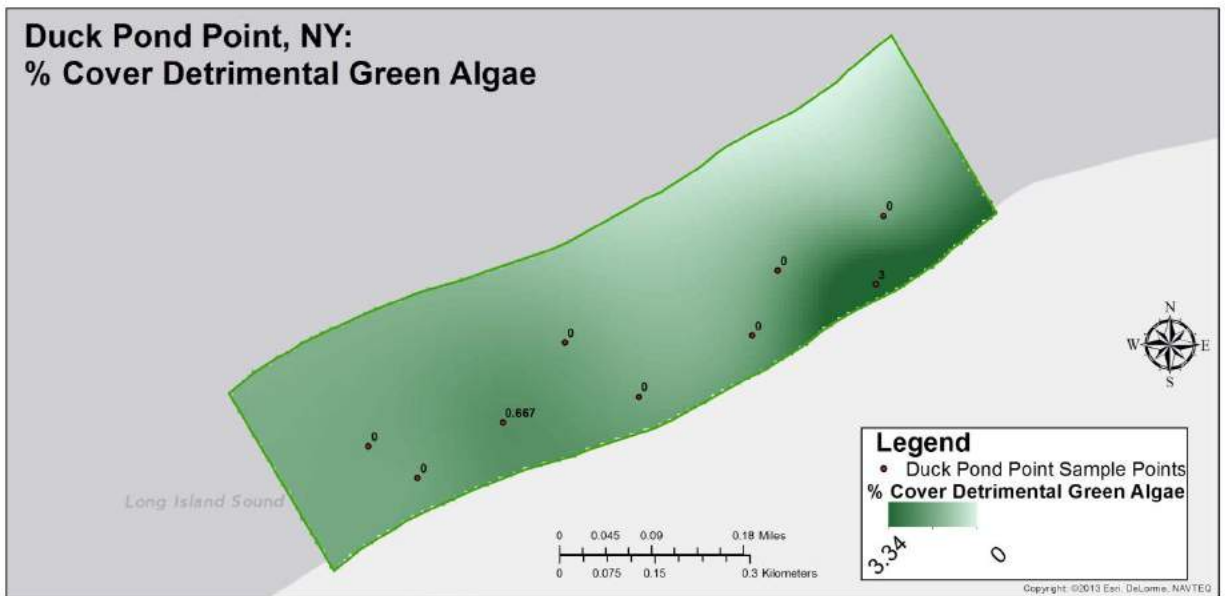 Duck Pond Point, NY:
% Cover Detrimental Green Algae
0
0
3
0
0
0
0.667
0
0
N
W E
S
Long Island Sound
0 0.045 0.09 0.18 Miles
0 0.075 0.15 0.3 Kilometers
Legend
Duck Pond Point Sample Points
% Cover Detrimental Green Algae
3.34 0
Copyright: ©2013 Esri, DeLorme, NAVTEQ